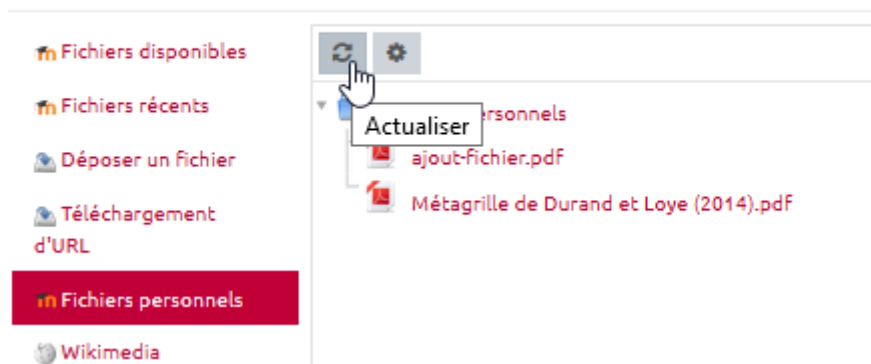 Fichiers disponibles
Fichiers récents
Déposer un fichier
Téléchargement
d'URL
Fichiers personnels
Wikimedia
Actualiser
ersonnels
ajout-fichier.pdf
Métagrille de Durand et Loye (2014).pdf